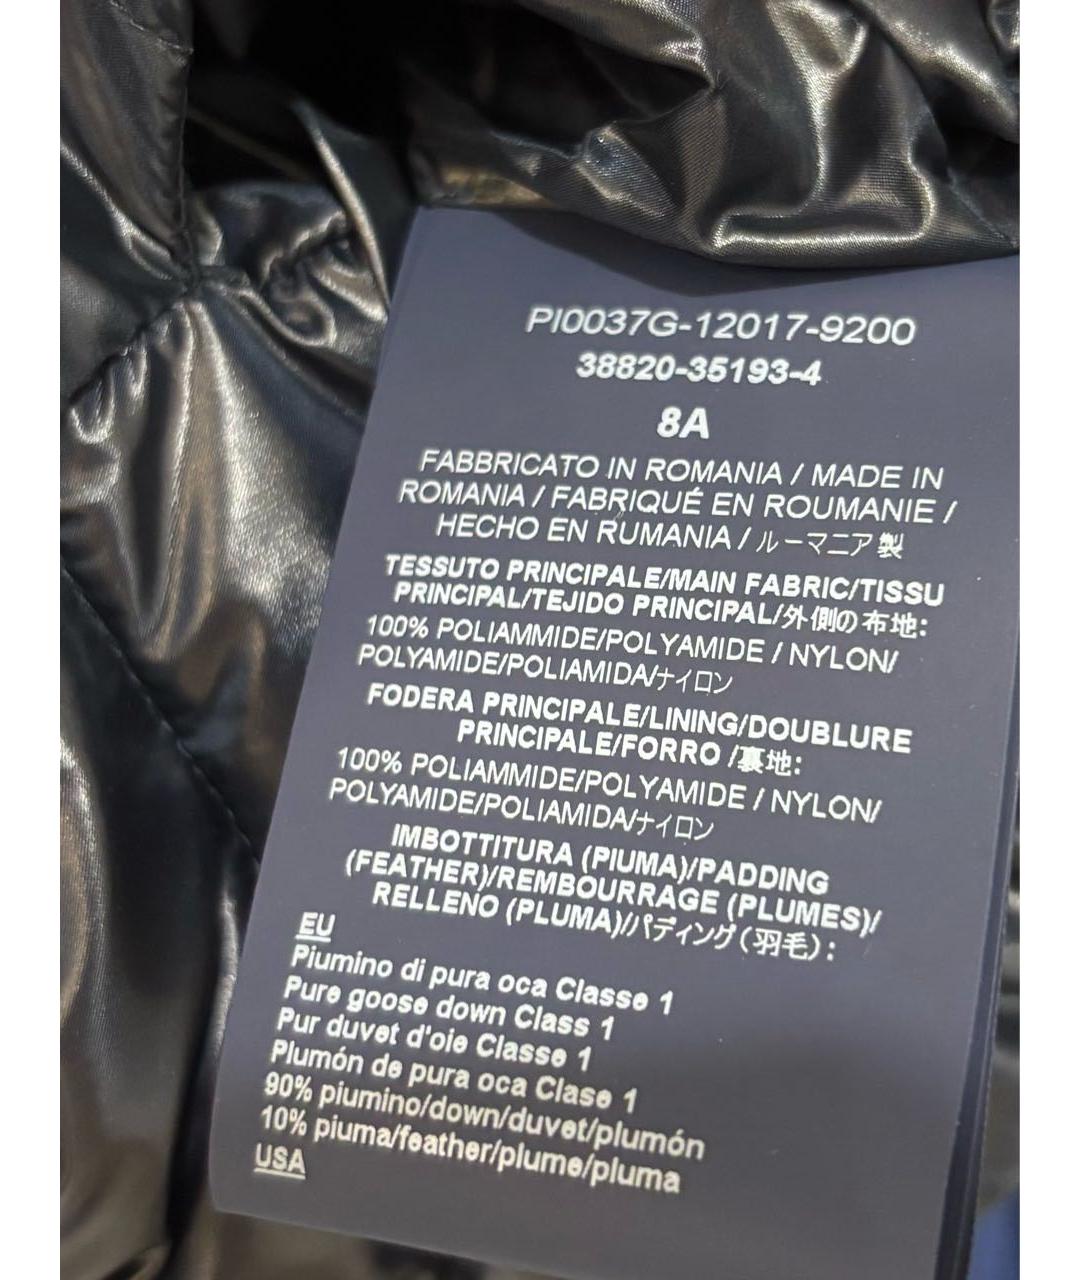 PI0037G-12017-9200
38820-35193-4
8A
FABBRICATO IN ROMANIA / MADE IN
ROMANIA / FABRIQUÉ EN ROUMANIE /
HECHO EN RUMANIA / ルーマニア製
TESSUTO PRINCIPALE/MAIN FABRIC/TISSU
PRINCIPAL/TEJIDO PRINCIPAL/外側の布地:
100% POLIAMMIDE/POLYAMIDE / NYLON/
POLYAMIDE/POLIAMIDA/ナイロン
FODERA PRINCIPALE/LINING/DOUBLURE
PRINCIPALE/FORRO /裏地:
100% POLIAMMIDE/POLYAMIDE / NYLON/
POLYAMIDE/POLIAMIDA/ナイロン
IMBOTTITURA (PIUMA)/PADDING
(FEATHER)/REMBOURRAGE (PLUMES)/
RELLENO (PLUMA)/パディング(羽毛):
EU
Piumino di pura oca Classe 1
Pure goose down Class 1
Pur duvet d'oie Classe 1
Plumón de pura oca Clase 1
90% piumino/down/duvet/plumón
10% piuma/feather/plume/pluma
USA